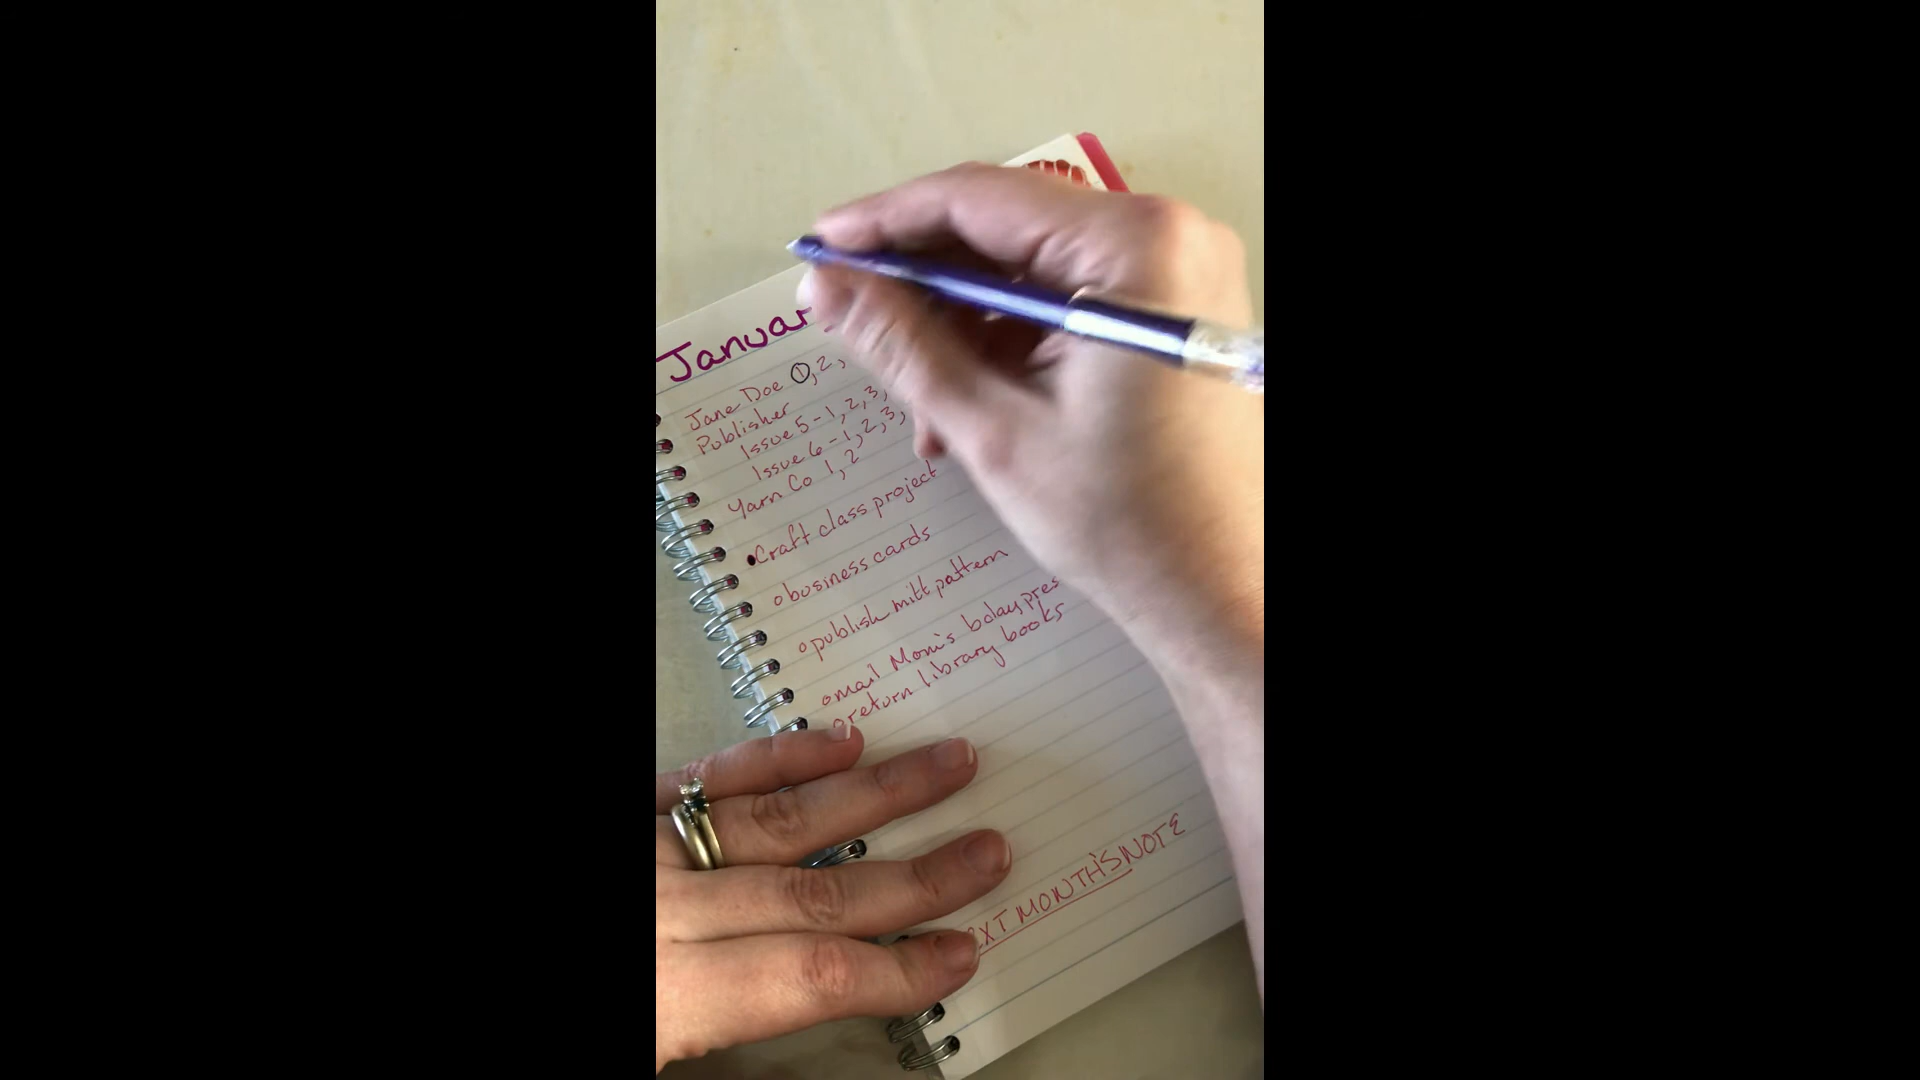 Januar
Jane Doe ①, 2,
Publisher
Issue 5 - 1, 2, 3,
Issue 6 - 1, 2, 3,
Yarn Co 1, 2
• Craft class project
o business cards
o publish mitt pattern
o mail Mom's bday pres
o return library books
EXT MONTH'S NOTE